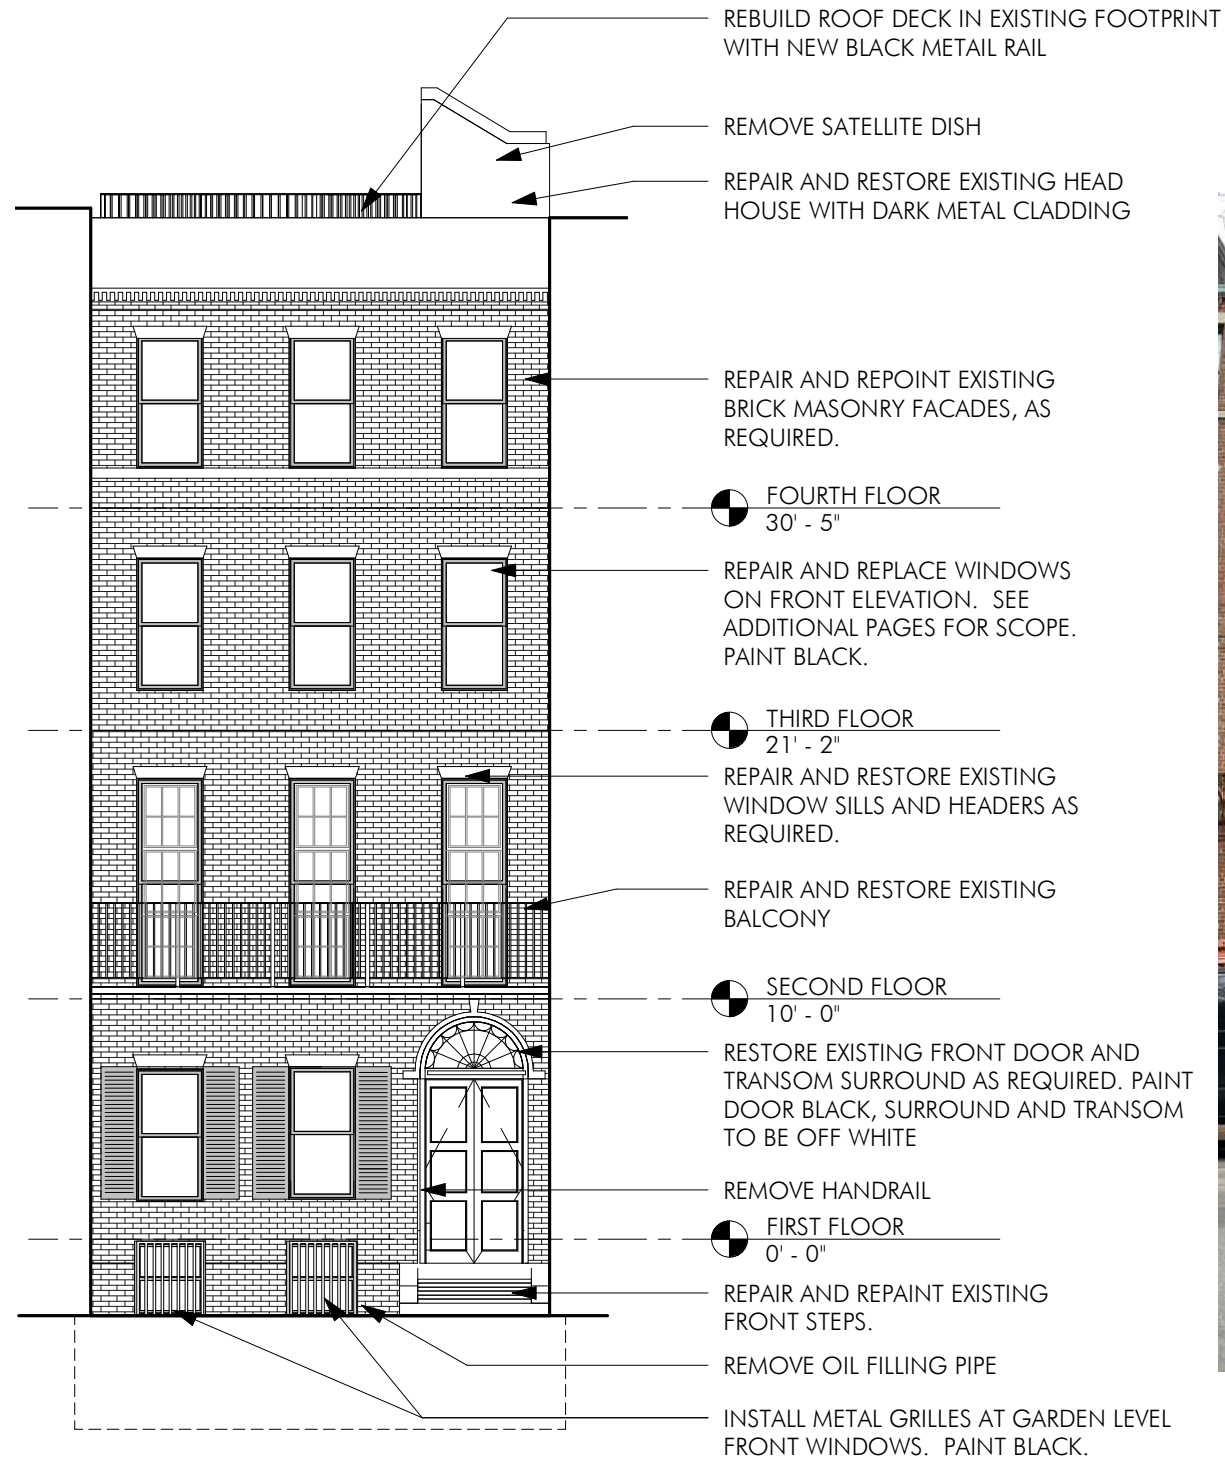 REBUILD ROOF DECK IN EXISTING FOOTPRINT
WITH NEW BLACK METAIL RAIL
REMOVE SATELLITE DISH
REPAIR AND RESTORE EXISTING HEAD
HOUSE WITH DARK METAL CLADDING
REPAIR AND REPOINT EXISTING
BRICK MASONRY FACADES, AS
REQUIRED.
FOURTH FLOOR
30' - 5"
REPAIR AND REPLACE WINDOWS
ON FRONT ELEVATION.  SEE
ADDITIONAL PAGES FOR SCOPE.
PAINT BLACK.
THIRD FLOOR
21' - 2"
REPAIR AND RESTORE EXISTING
WINDOW SILLS AND HEADERS AS
REQUIRED.
REPAIR AND RESTORE EXISTING
BALCONY
SECOND FLOOR
10' - 0"
RESTORE EXISTING FRONT DOOR AND
TRANSOM SURROUND AS REQUIRED. PAINT
DOOR BLACK, SURROUND AND TRANSOM
TO BE OFF WHITE
REMOVE HANDRAIL
FIRST FLOOR
0' - 0"
REPAIR AND REPAINT EXISTING
FRONT STEPS.
REMOVE OIL FILLING PIPE
INSTALL METAL GRILLES AT GARDEN LEVEL
FRONT WINDOWS.  PAINT BLACK.